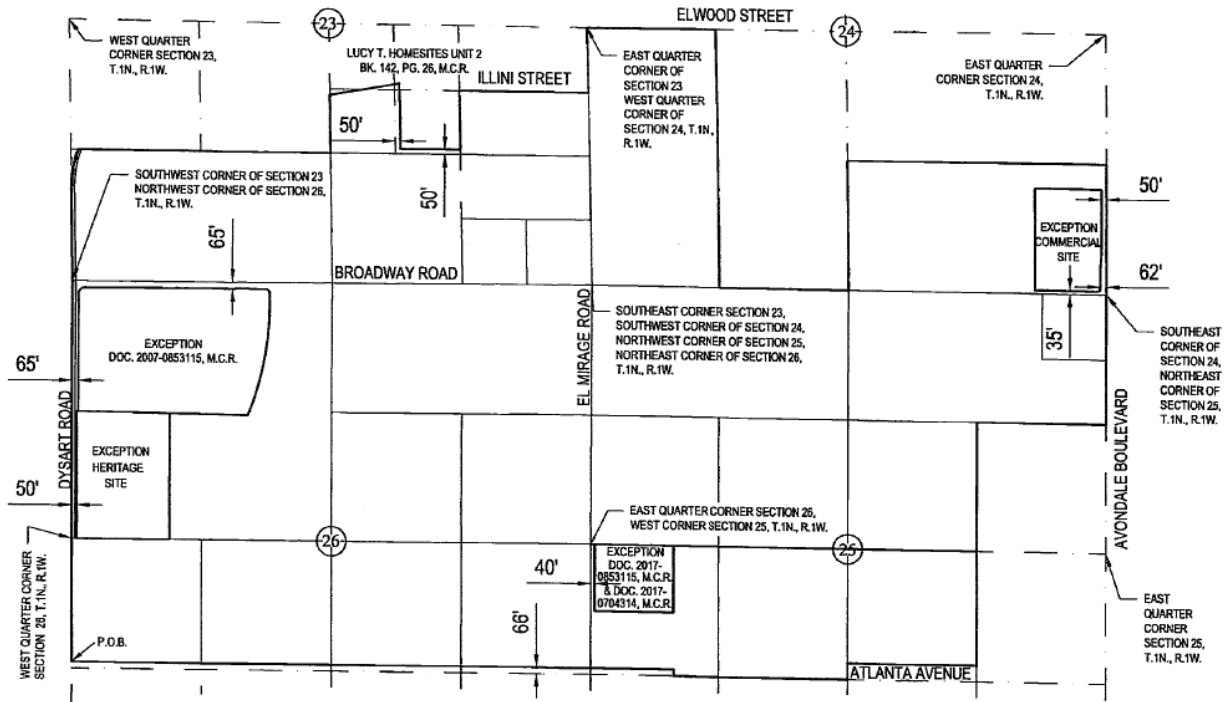 ELWOOD STREET
23
24
WEST QUARTER
CORNER SECTION 23,
T.1N., R.1W.
LUCY T. HOMESITES UNIT 2
BK. 142, PG. 26, M.C.R.
ILLINI STREET
EAST QUARTER
CORNER OF
SECTION 23
WEST QUARTER
CORNER OF
SECTION 24, T.1N.,
R.1W.
EAST QUARTER
CORNER SECTION 24,
T.1N., R.1W.
50'
50'
SOUTHWEST CORNER OF SECTION 23
NORTHWEST CORNER OF SECTION 26,
T.1N., R.1W.
65'
BROADWAY ROAD
50'
EXCEPTION
COMMERCIAL
SITE
62'
35'
EXCEPTION
DOC. 2007-0853115, M.C.R.
EL MIRAGE ROAD
SOUTHEAST CORNER SECTION 23,
SOUTHWEST CORNER OF SECTION 24,
NORTHWEST CORNER OF SECTION 25,
NORTHEAST CORNER OF SECTION 26,
T.1N., R.1W.
SOUTHEAST
CORNER OF
SECTION 24,
NORTHEAST
CORNER OF
SECTION 25,
T.1N., R.1W.
65'
DYSART ROAD
EXCEPTION
HERITAGE
SITE
50'
AVONDALE BOULEVARD
EAST QUARTER CORNER SECTION 26,
WEST CORNER SECTION 25, T.1N., R.1W.
26
25
EXCEPTION
DOC. 2017-
0853115, M.C.R.
& DOC. 2017-
0704314, M.C.R.
40'
66'
WEST QUARTER CORNER
SECTION 26, T.1N., R.1W.
P.O.B.
EAST
QUARTER
CORNER
SECTION 25,
T.1N., R.1W.
ATLANTA AVENUE